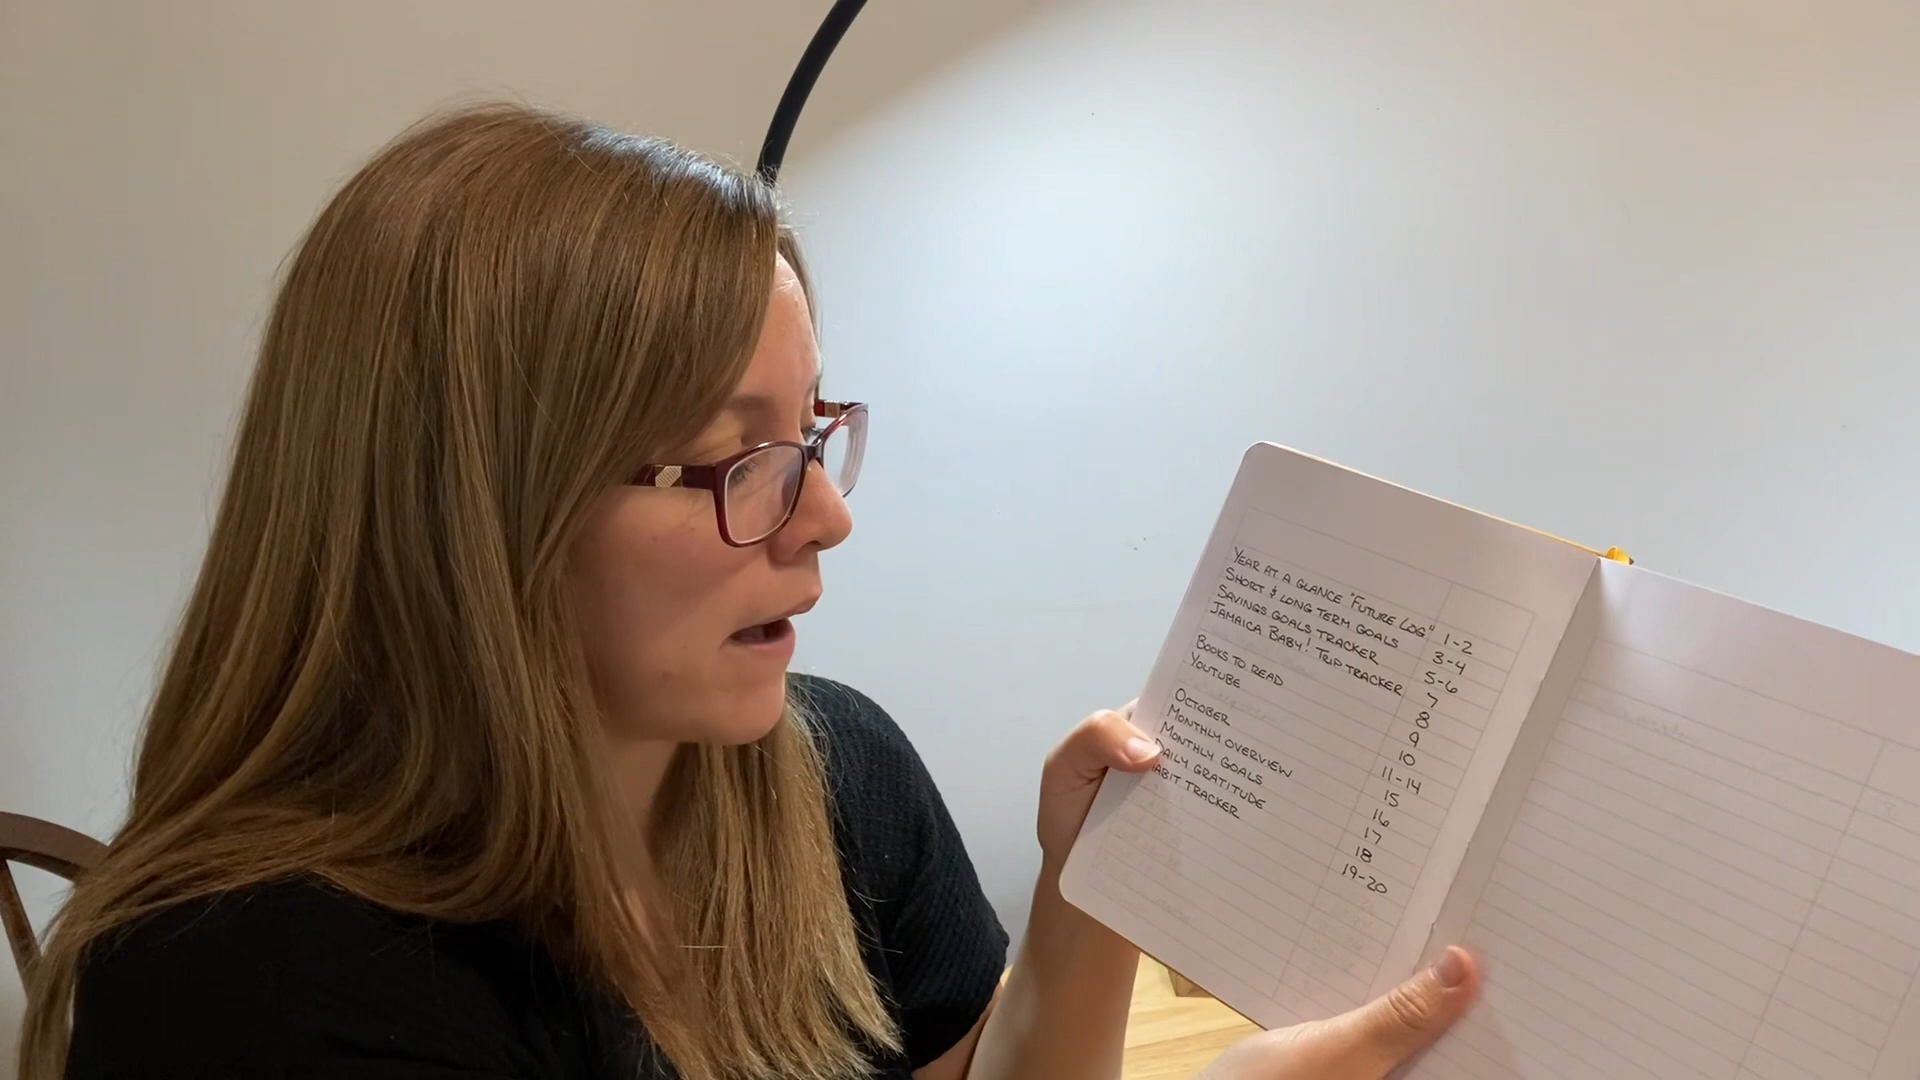 YEAR AT A GLANCE "FUTURE LOG" 1-2
SHORT & LONG TERM GOALS 3-4
SAVINGS GOALS TRACKER 5-6
JAMAICA BABY! TRIP TRACKER 7
8
BOOKS TO READ 9
YOUTUBE 10
11-14
OCTOBER 15
MONTHLY OVERVIEW 16
MONTHLY GOALS 17
DAILY GRATITUDE 18
ABIT TRACKER 19-20